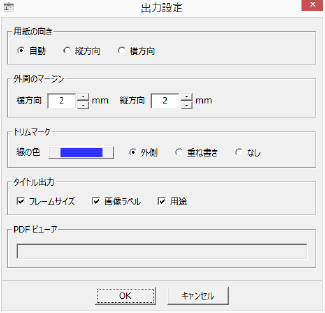 出力設定
用紙の向き
自動 縦方向 横方向
外周のマージン
横方向 2 mm 縦方向 2 mm
トリムマーク
線の色 外側 重ね書き なし
タイトル出力
フレームサイズ 画像ラベル 用途
PDF ビューア
OK キャンセル